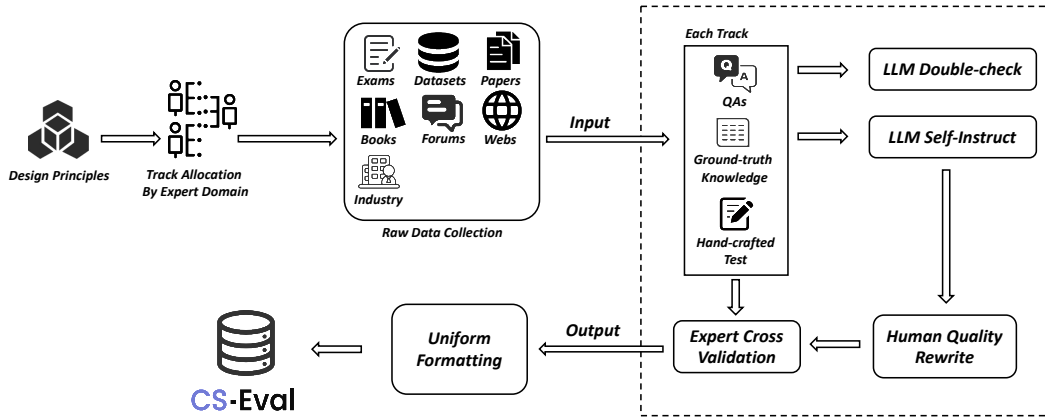 Design Principles
Track Allocation
By Expert Domain
Exams
Datasets
Papers
Books
Forums
Webs
Industry
Raw Data Collection
Input
Each Track
Q
A
QAs
Ground-truth
Knowledge
Hand-crafted
Test
LLM Double-check
LLM Self-Instruct
Human Quality
Rewrite
Expert Cross
Validation
Output
Uniform
Formatting
CS-Eval